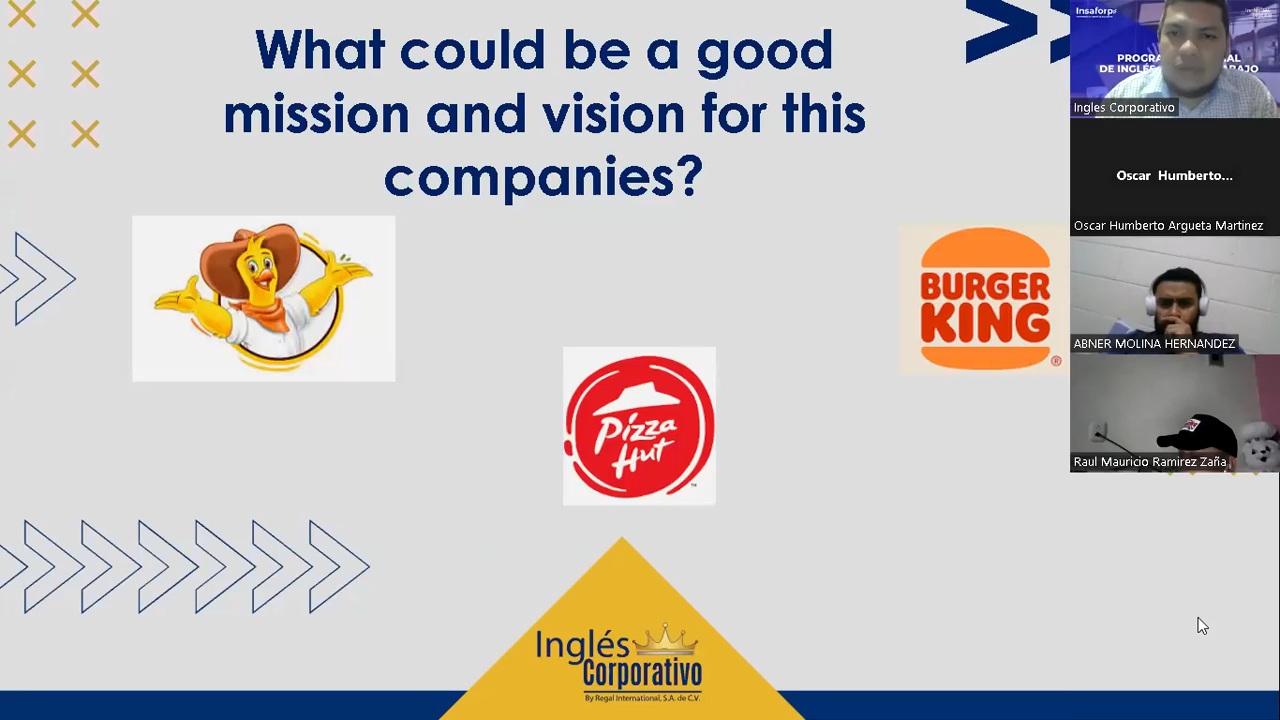 What could be a good
mission and vision for this
companies?
BURGER
KING
®
Pizza
Hut
™
Inglés
Corporativo
By Regal International, S.A. de C.V.
Insaforp
Ingles Corporativo
Oscar Humberto...
Oscar Humberto Argueta Martinez
ABNER MOLINA HERNANDEZ
Raul Mauricio Ramirez Zaña